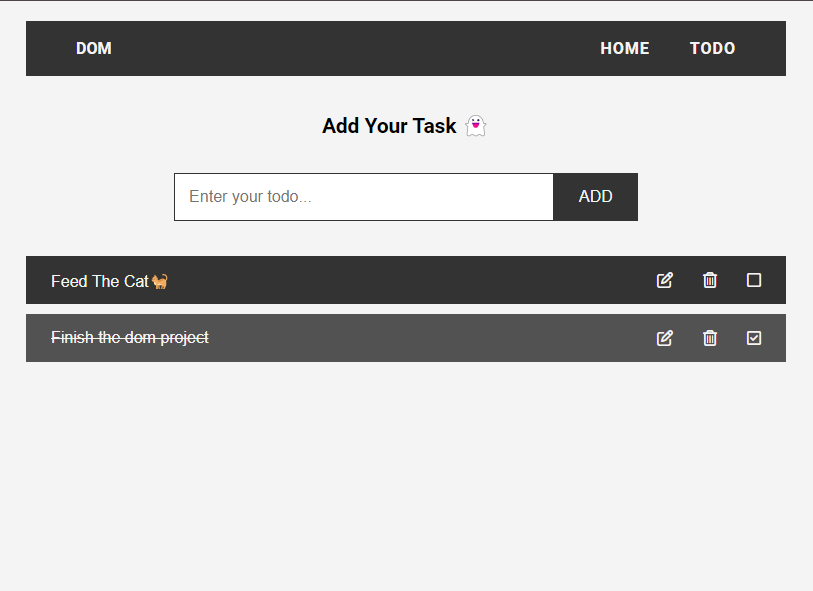 DOM HOME TODO
Add Your Task 👻
Enter your todo... ADD
Feed The Cat🐈
Finish the dom project